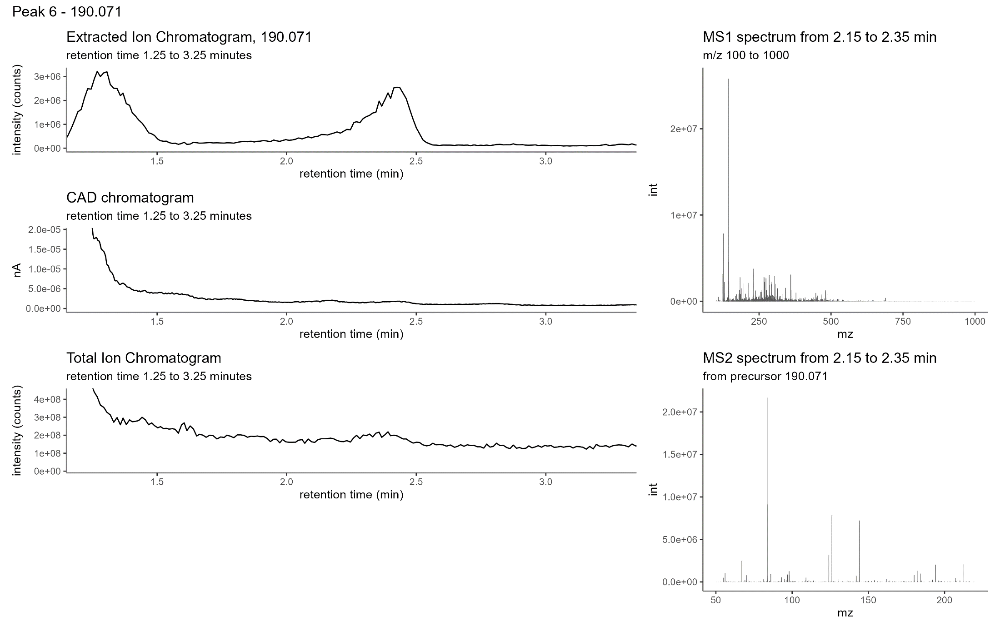 Peak 6 - 190.071
Extracted Ion Chromatogram, 190.071
retention time 1.25 to 3.25 minutes
intensity (counts)
3e+06
2e+06
1e+06
0e+00
1.5 2.0 2.5 3.0
retention time (min)
CAD chromatogram
retention time 1.25 to 3.25 minutes
nA
2.0e-05
1.5e-05
1.0e-05
5.0e-06
0.0e+00
1.5 2.0 2.5 3.0
retention time (min)
Total Ion Chromatogram
retention time 1.25 to 3.25 minutes
intensity (counts)
4e+08
3e+08
2e+08
1e+08
0e+00
1.5 2.0 2.5 3.0
retention time (min)
MS1 spectrum from 2.15 to 2.35 min
m/z 100 to 1000
int
2e+07
1e+07
0e+00
250 500 750 1000
mz
MS2 spectrum from 2.15 to 2.35 min
from precursor 190.071
int
2.0e+07
1.5e+07
1.0e+07
5.0e+06
0.0e+00
50 100 150 200
mz